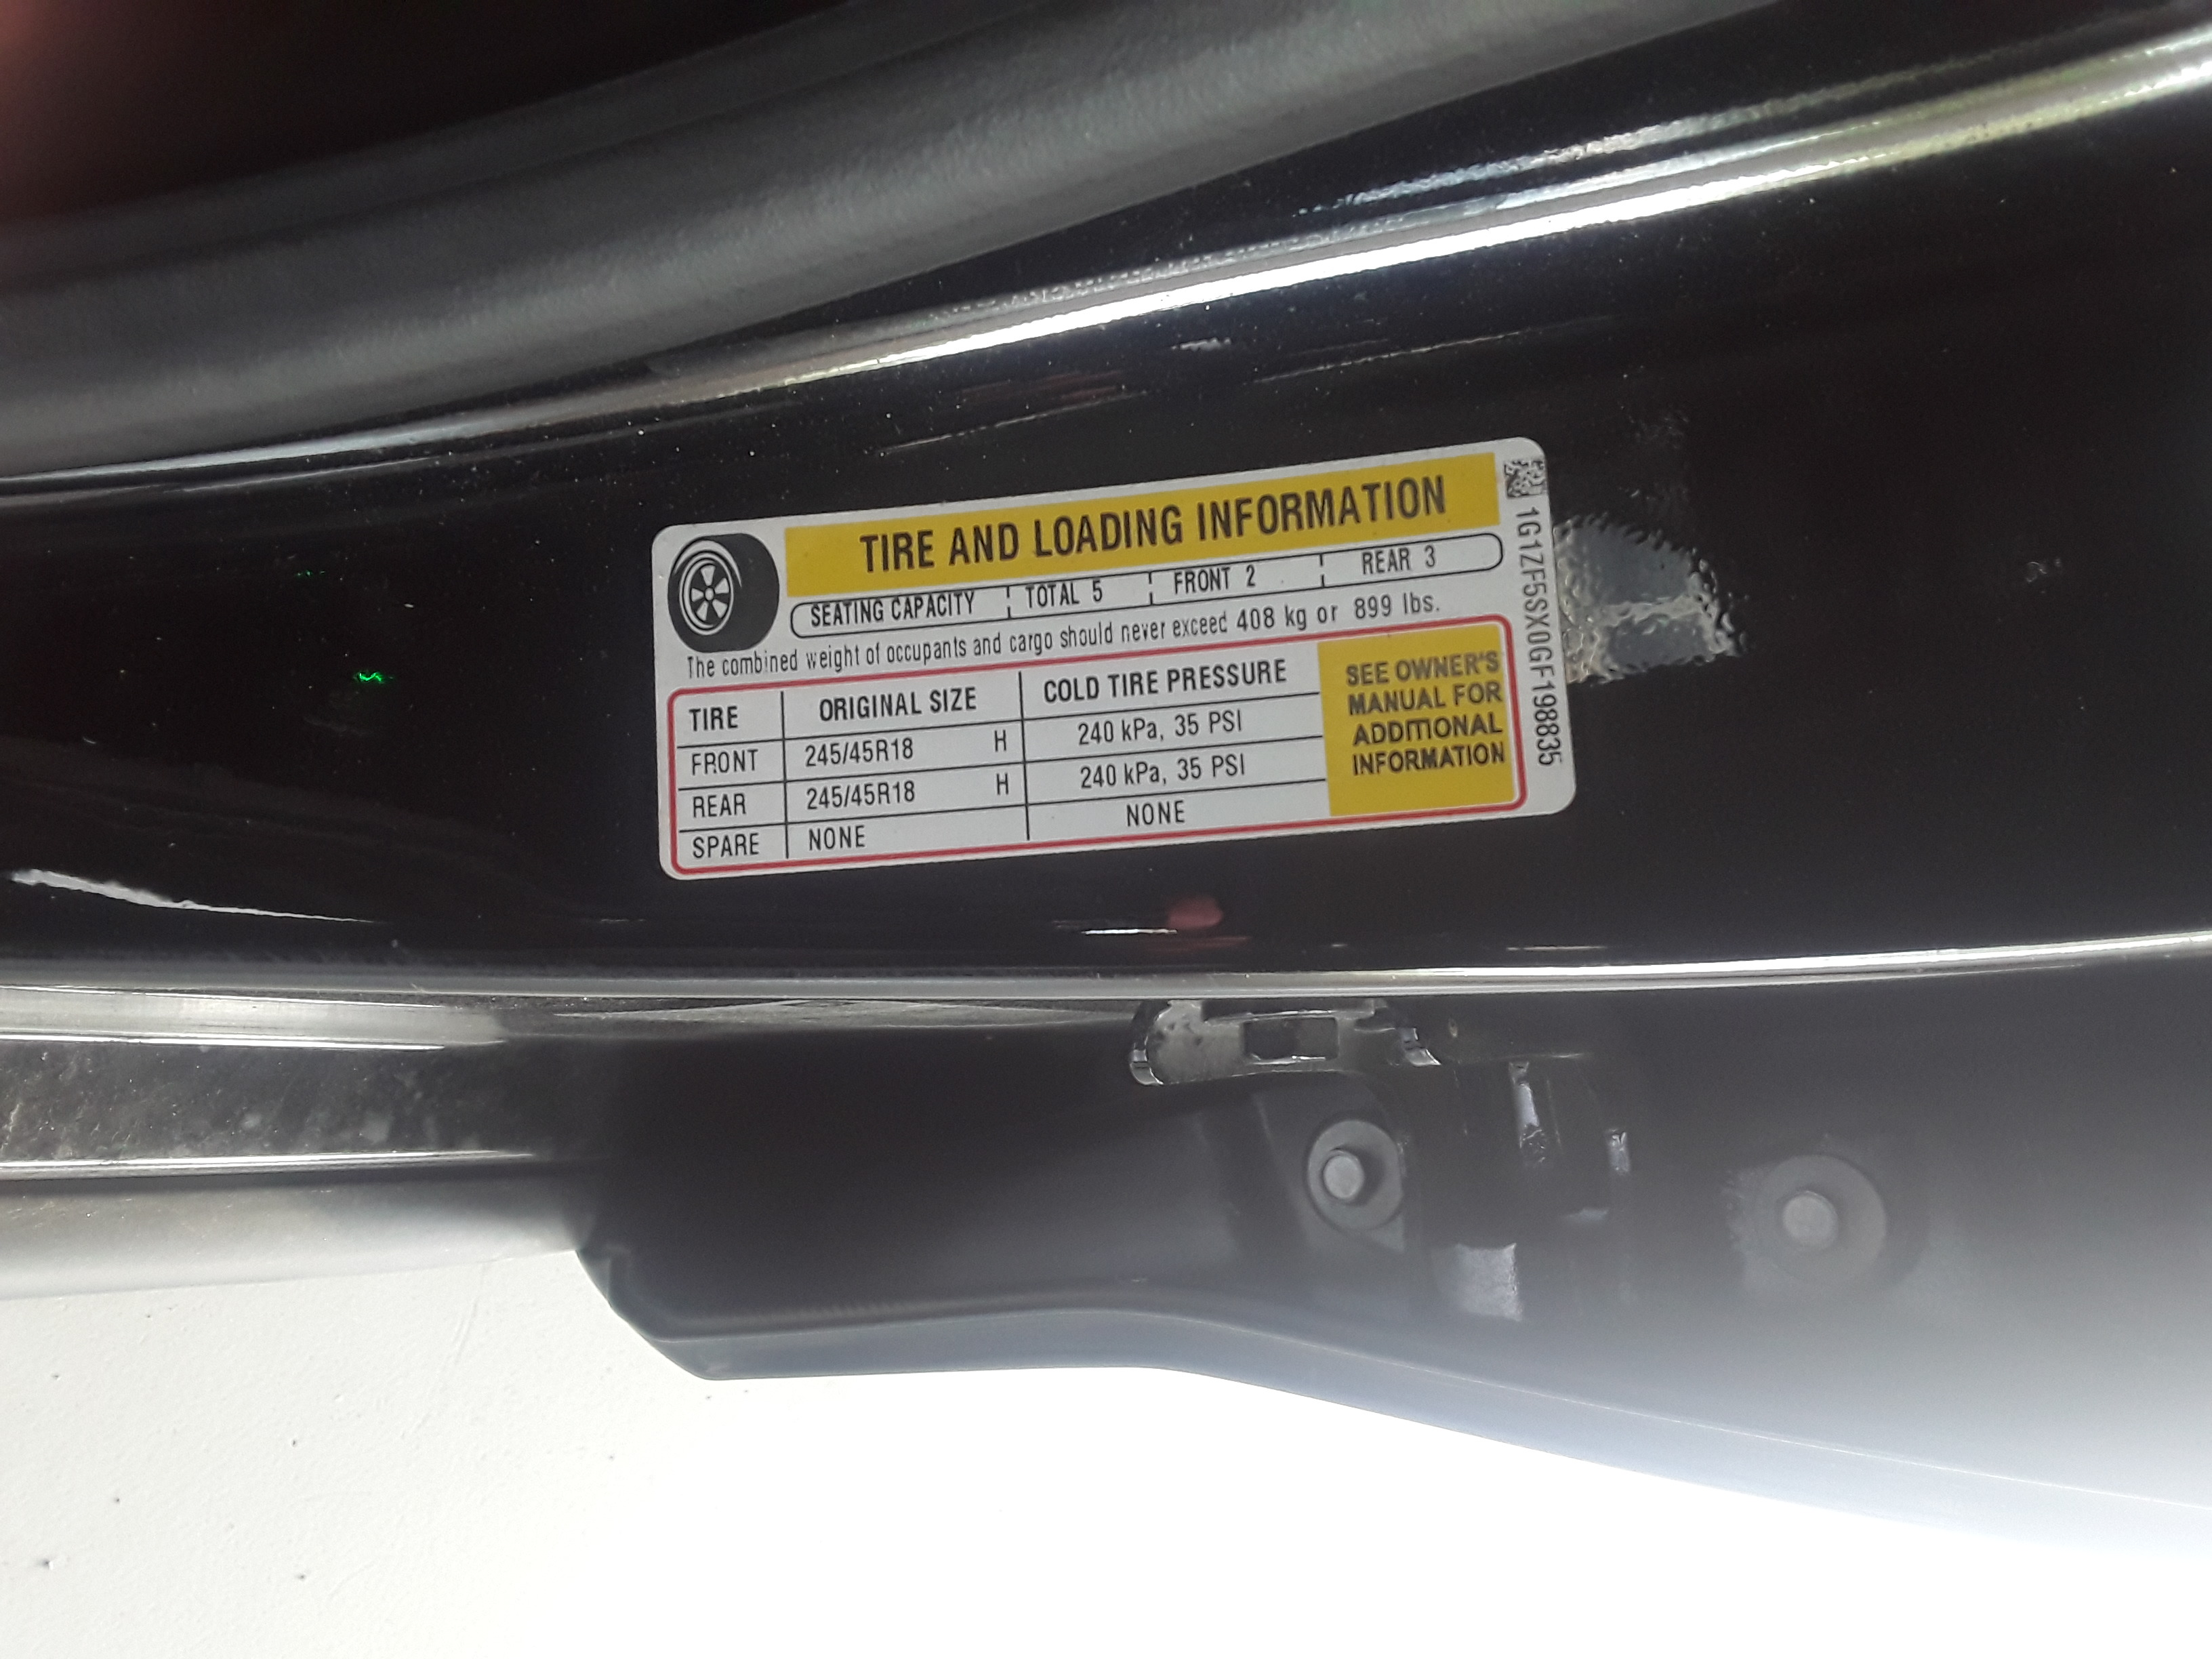 TIRE AND LOADING INFORMATION
SEATING CAPACITY TOTAL 5 FRONT 2 REAR 3
The combined weight of occupants and cargo should never exceed 408 kg or 899 lbs.
TIRE ORIGINAL SIZE COLD TIRE PRESSURE
FRONT 245/45R18 H 240 kPa, 35 PSI
REAR 245/45R18 H 240 kPa, 35 PSI
SPARE NONE NONE
SEE OWNER'S
MANUAL FOR
ADDITIONAL
INFORMATION
1G1ZF5SX0GF198835